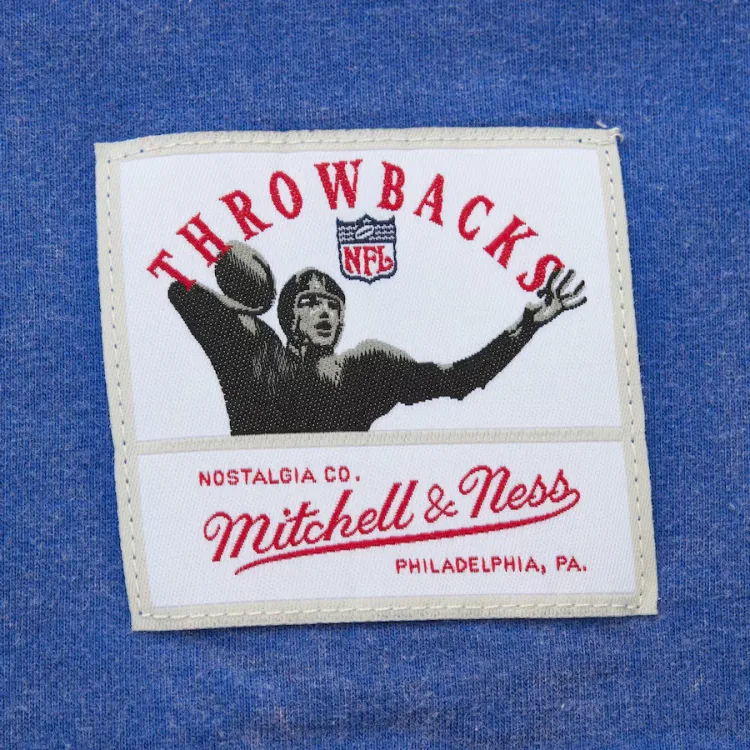 THROWBACKS
NFL
NOSTALGIA CO.
Mitchell & Ness
PHILADELPHIA, PA.